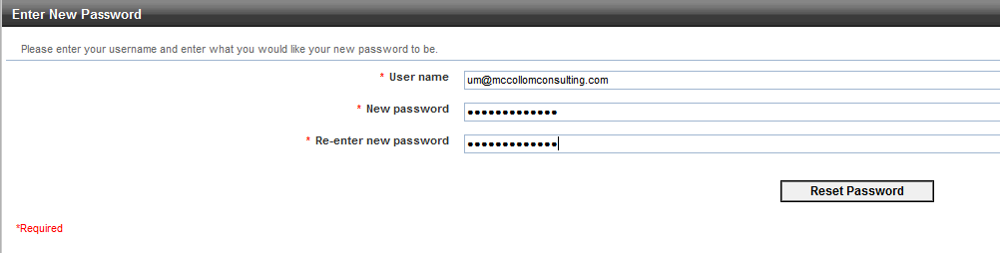 Enter New Password
Please enter your username and enter what you would like your new password to be.
* User name um@mccollomconsulting.com
* New password •••••••••••••
* Re-enter new password •••••••••••••
Reset Password
*Required